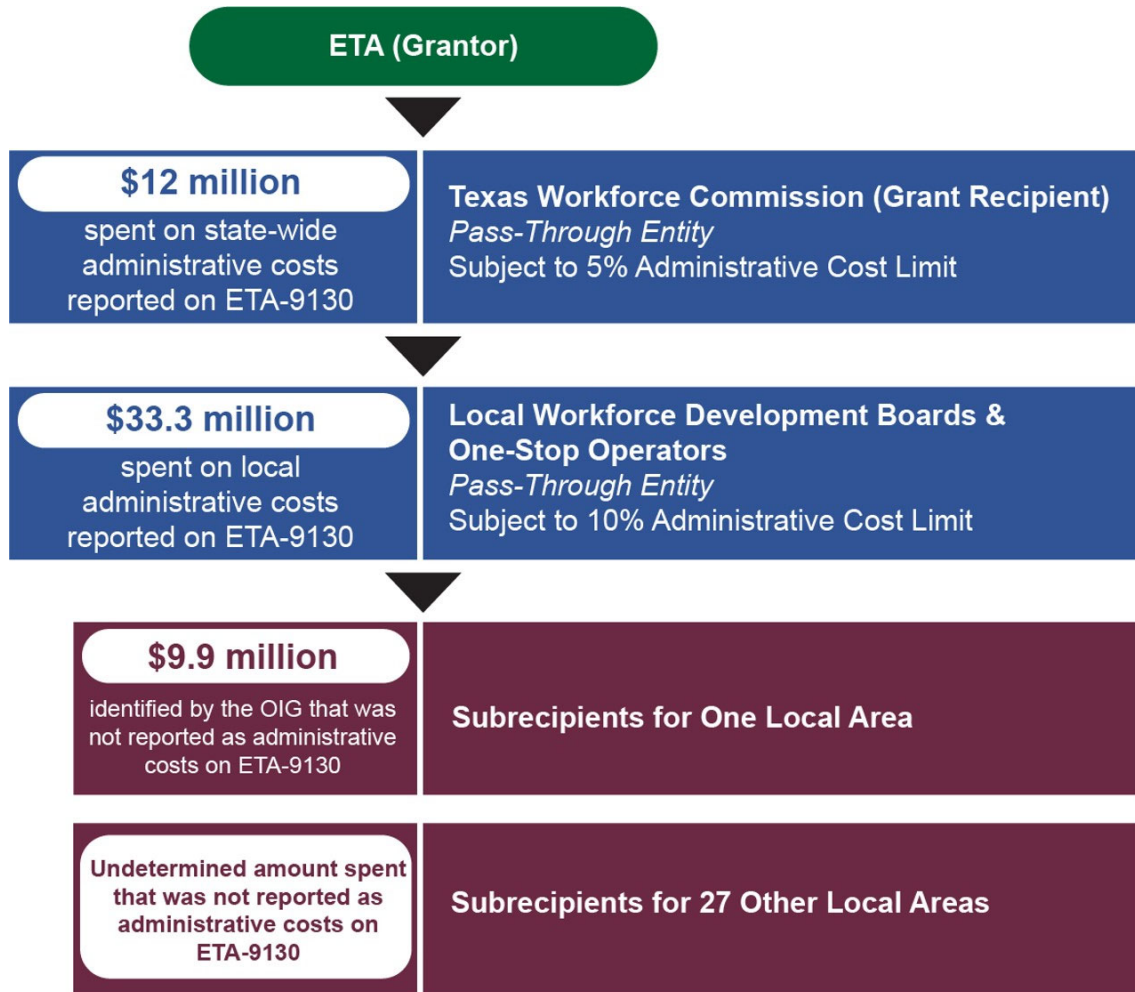 ETA (Grantor)
$12 million
spent on state-wide
administrative costs
reported on ETA-9130
Texas Workforce Commission (Grant Recipient)
Pass-Through Entity
Subject to 5% Administrative Cost Limit
$33.3 million
spent on local
administrative costs
reported on ETA-9130
Local Workforce Development Boards &
One-Stop Operators
Pass-Through Entity
Subject to 10% Administrative Cost Limit
$9.9 million
identified by the OIG that was
not reported as administrative
costs on ETA-9130
Subrecipients for One Local Area
Undetermined amount spent
that was not reported as
administrative costs on
ETA-9130
Subrecipients for 27 Other Local Areas